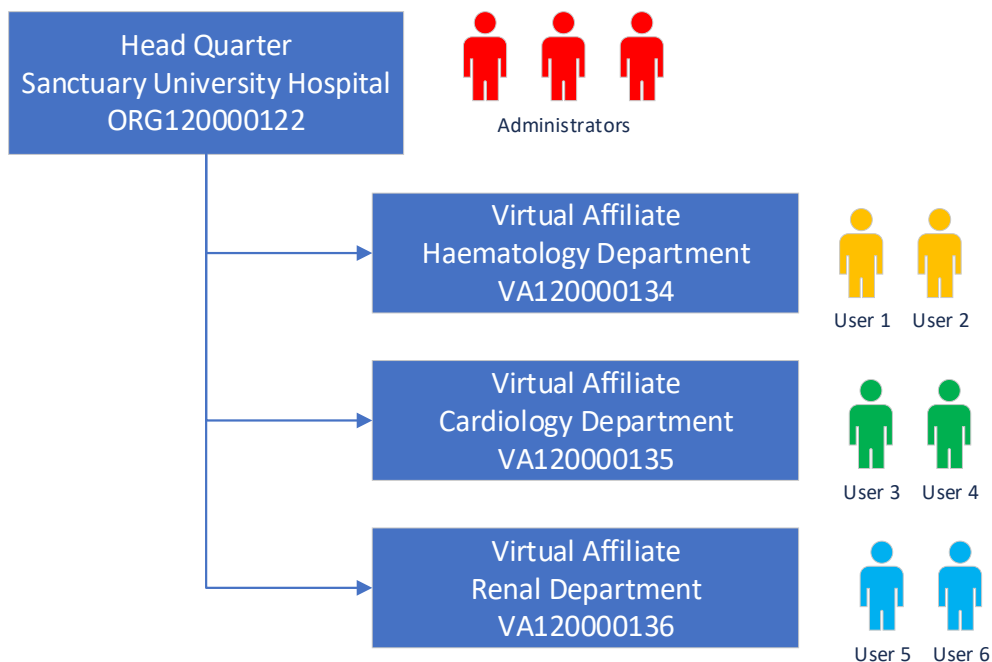 Head Quarter
Sanctuary University Hospital
ORG120000122
Administrators
Virtual Affiliate
Haematology Department
VA120000134
User 1
User 2
Virtual Affiliate
Cardiology Department
VA120000135
User 3
User 4
Virtual Affiliate
Renal Department
VA120000136
User 5
User 6